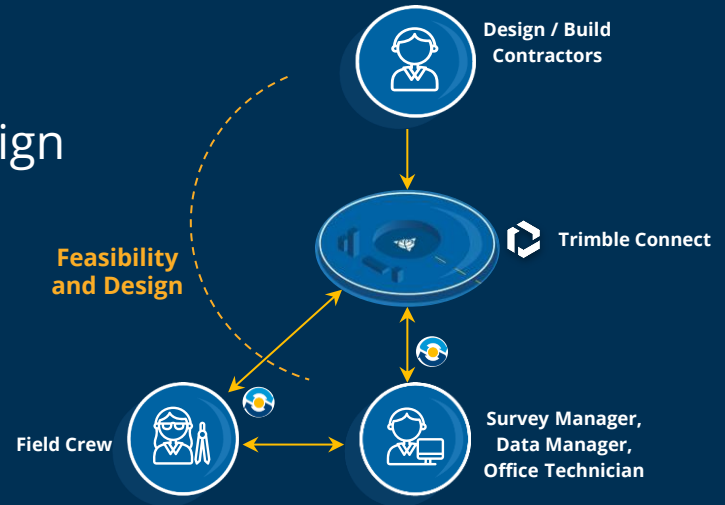 Design / Build
Contractors
ign
Trimble Connect
Feasibility
and Design
Field Crew
Survey Manager,
Data Manager,
Office Technician